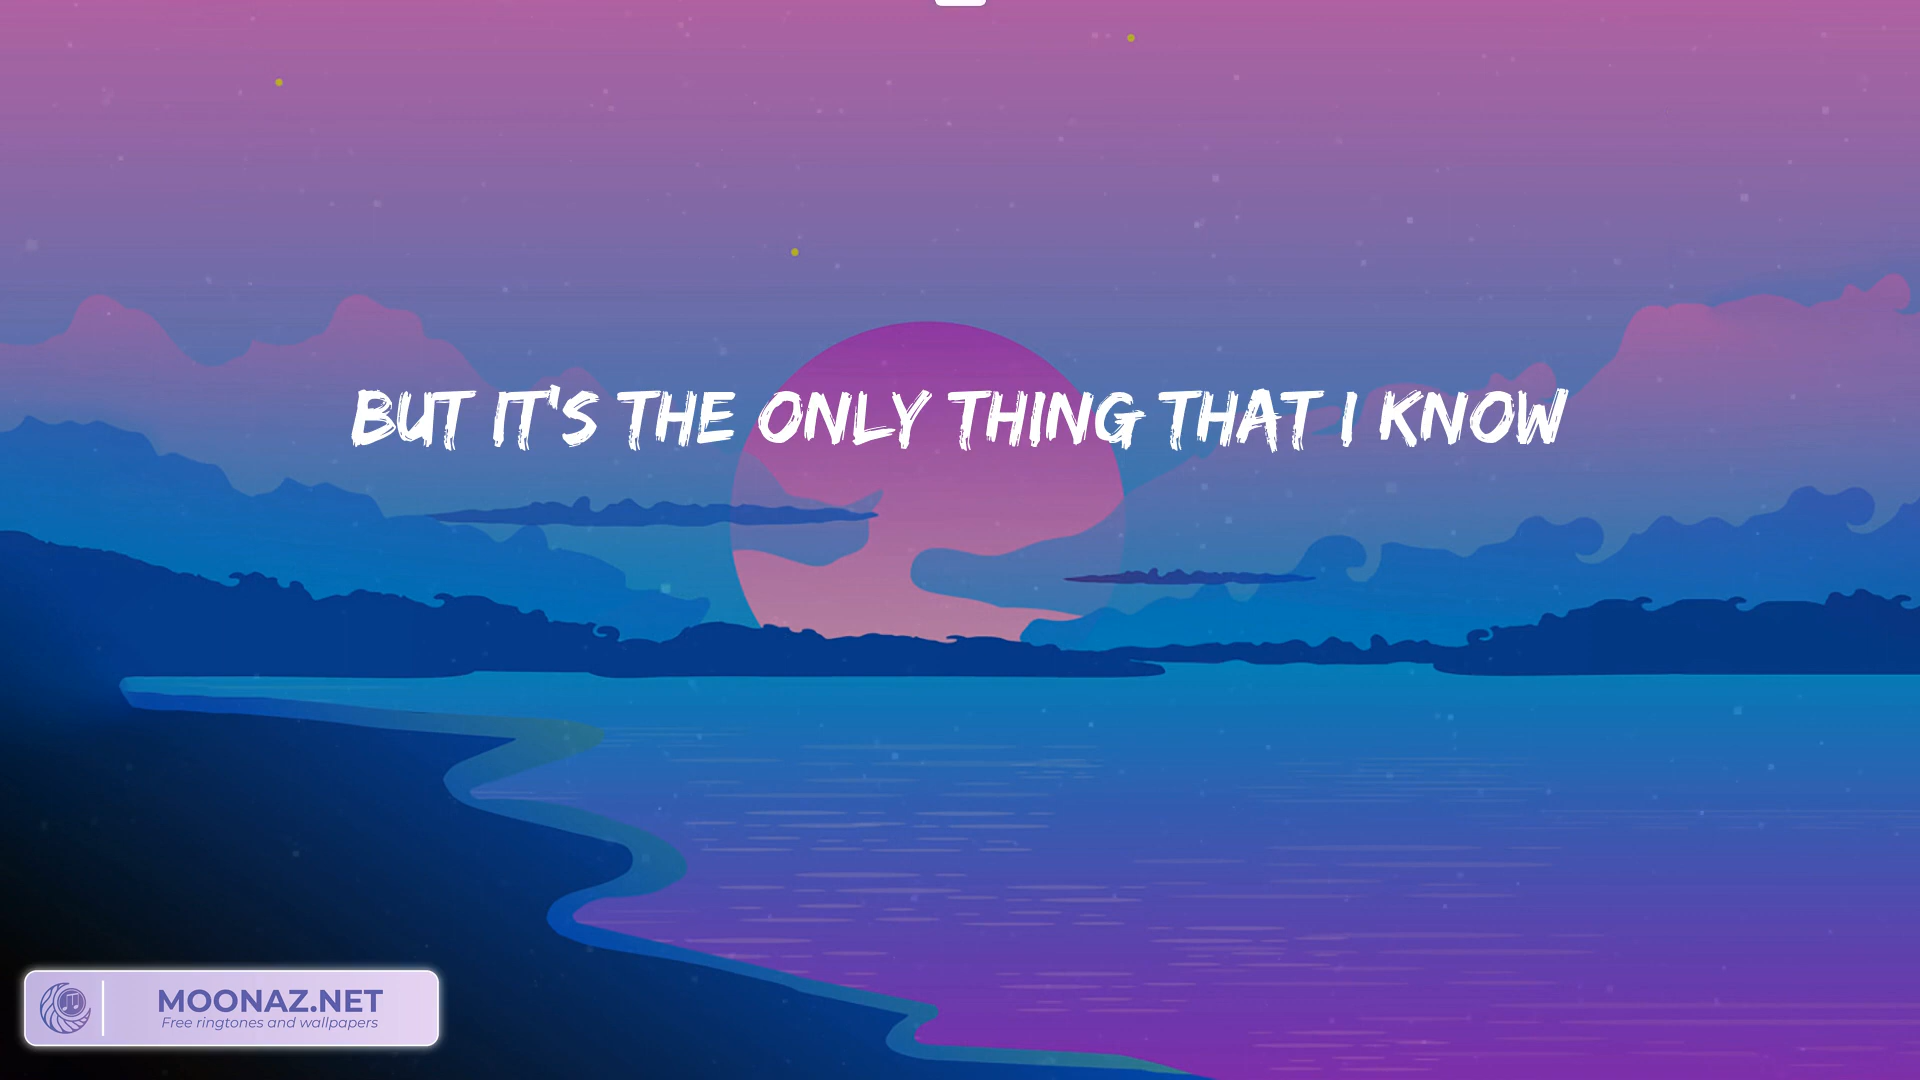 BUT IT'S THE ONLY THING THAT I KNOW
MOONAZ.NET
Free ringtones and wallpapers